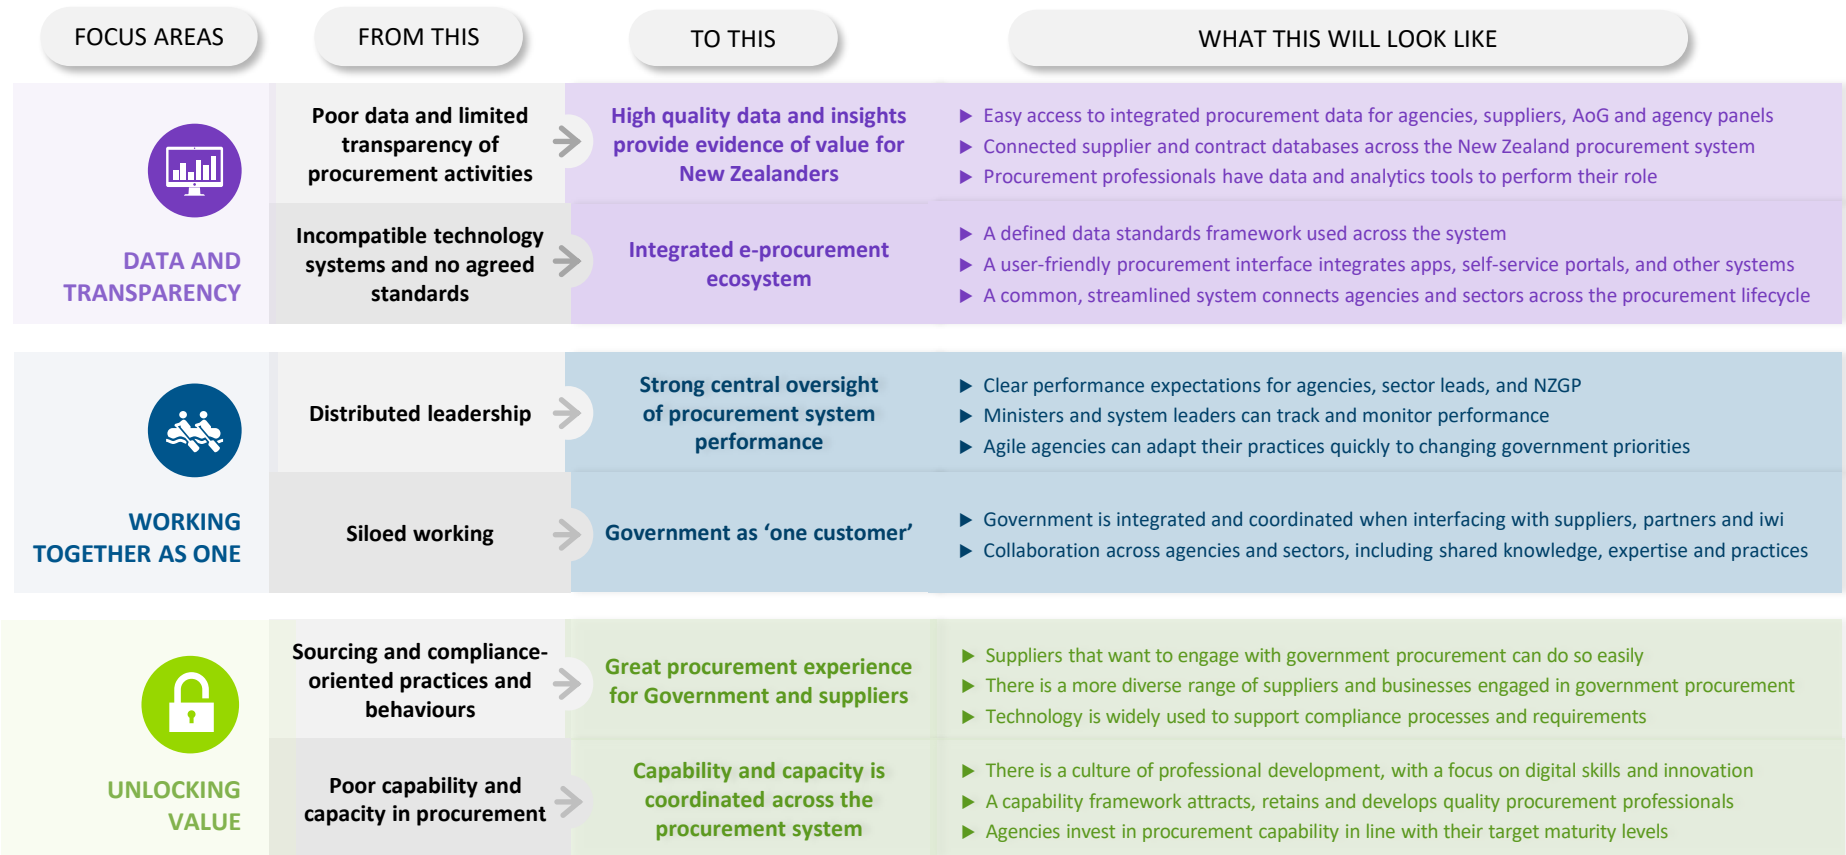 FOCUS AREAS
FROM THIS
TO THIS
WHAT THIS WILL LOOK LIKE
DATA AND
TRANSPARENCY
Poor data and limited
transparency of
procurement activities
High quality data and insights
provide evidence of value for
New Zealanders
▶ Easy access to integrated procurement data for agencies, suppliers, AoG and agency panels
▶ Connected supplier and contract databases across the New Zealand procurement system
▶ Procurement professionals have data and analytics tools to perform their role
Incompatible technology
systems and no agreed
standards
Integrated e-procurement
ecosystem
▶ A defined data standards framework used across the system
▶ A user-friendly procurement interface integrates apps, self-service portals, and other systems
▶ A common, streamlined system connects agencies and sectors across the procurement lifecycle
WORKING
TOGETHER AS ONE
Distributed leadership
Strong central oversight
of procurement system
performance
▶ Clear performance expectations for agencies, sector leads, and NZGP
▶ Ministers and system leaders can track and monitor performance
▶ Agile agencies can adapt their practices quickly to changing government priorities
Siloed working
Government as ‘one customer’
▶ Government is integrated and coordinated when interfacing with suppliers, partners and iwi
▶ Collaboration across agencies and sectors, including shared knowledge, expertise and practices
UNLOCKING
VALUE
Sourcing and compliance-
oriented practices and
behaviours
Great procurement experience
for Government and suppliers
▶ Suppliers that want to engage with government procurement can do so easily
▶ There is a more diverse range of suppliers and businesses engaged in government procurement
▶ Technology is widely used to support compliance processes and requirements
Poor capability and
capacity in procurement
Capability and capacity is
coordinated across the
procurement system
▶ There is a culture of professional development, with a focus on digital skills and innovation
▶ A capability framework attracts, retains and develops quality procurement professionals
▶ Agencies invest in procurement capability in line with their target maturity levels